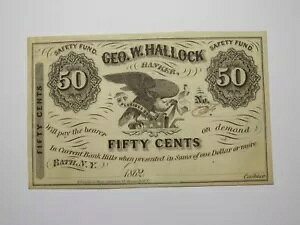 SAFETY FUND. SAFETY FUND.
GEO. W. HALLOCK
BANKER,
50 50
No.
FIFTY CENTS
Will pay the bearer on demand
FIFTY CENTS
In Current Bank Bills when presented in Sums of one Dollar or more
BATH, N.Y. 1862
Cashier